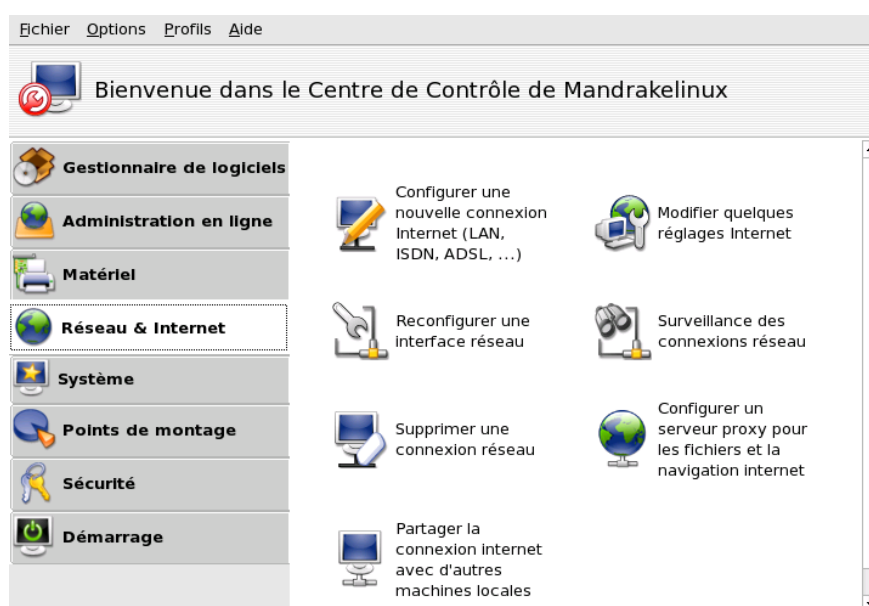 Fichier Options Profils Aide
Bienvenue dans le Centre de Contrôle de Mandrakelinux
Gestionnaire de logiciels
Administration en ligne
Matériel
Réseau & Internet
Système
Points de montage
Sécurité
Démarrage
Configurer une
nouvelle connexion
Internet (LAN,
ISDN, ADSL, ...)
Modifier quelques
réglages Internet
Reconfigurer une
interface réseau
Surveillance des
connexions réseau
Supprimer une
connexion réseau
Configurer un
serveur proxy pour
les fichiers et la
navigation internet
Partager la
connexion internet
avec d'autres
machines locales